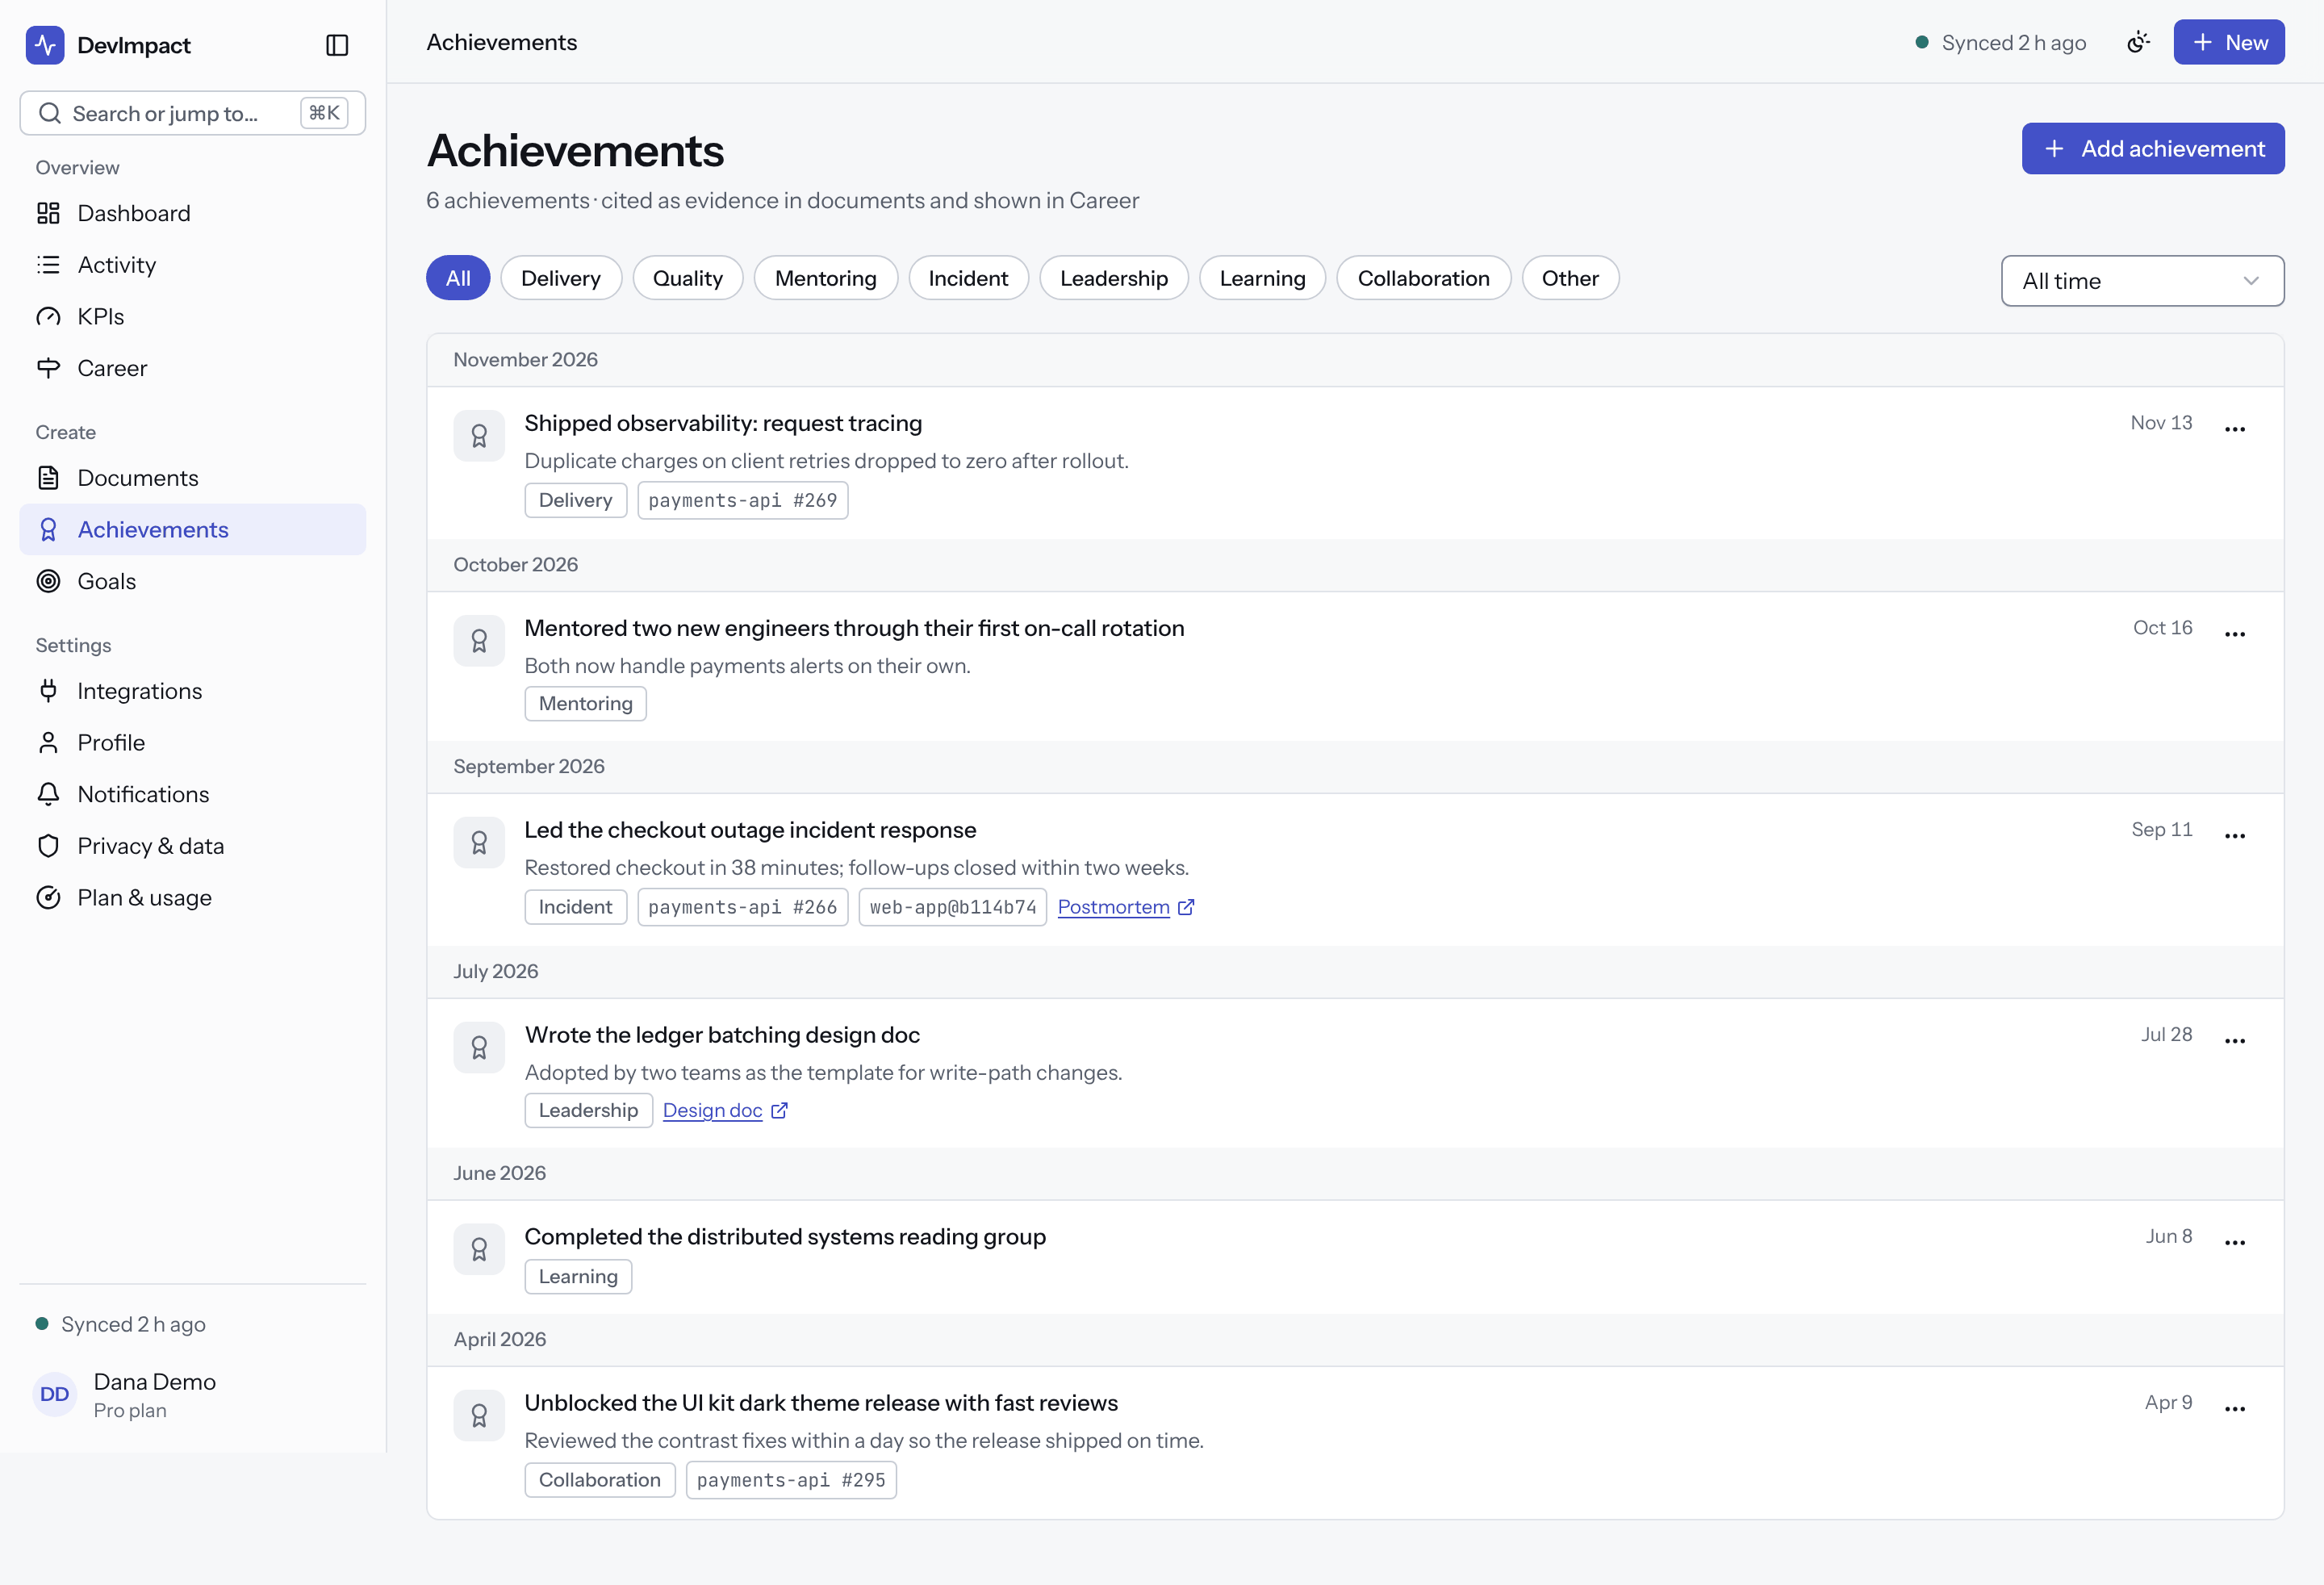 DevImpact
Search or jump to...
⌘K
Overview
Dashboard
Activity
KPIs
Career
Create
Documents
Achievements
Goals
Settings
Integrations
Profile
Notifications
Privacy & data
Plan & usage
Synced 2 h ago
DD
Dana Demo
Pro plan
Achievements
Synced 2 h ago
New
Achievements
Add achievement
6 achievements · cited as evidence in documents and shown in Career
All
Delivery
Quality
Mentoring
Incident
Leadership
Learning
Collaboration
Other
All time
November 2026
Shipped observability: request tracing
Nov 13
Duplicate charges on client retries dropped to zero after rollout.
Delivery
payments-api #269
October 2026
Mentored two new engineers through their first on-call rotation
Oct 16
Both now handle payments alerts on their own.
Mentoring
September 2026
Led the checkout outage incident response
Sep 11
Restored checkout in 38 minutes; follow-ups closed within two weeks.
Incident
payments-api #266
web-app@b114b74
Postmortem
July 2026
Wrote the ledger batching design doc
Jul 28
Adopted by two teams as the template for write-path changes.
Leadership
Design doc
June 2026
Completed the distributed systems reading group
Jun 8
Learning
April 2026
Unblocked the UI kit dark theme release with fast reviews
Apr 9
Reviewed the contrast fixes within a day so the release shipped on time.
Collaboration
payments-api #295